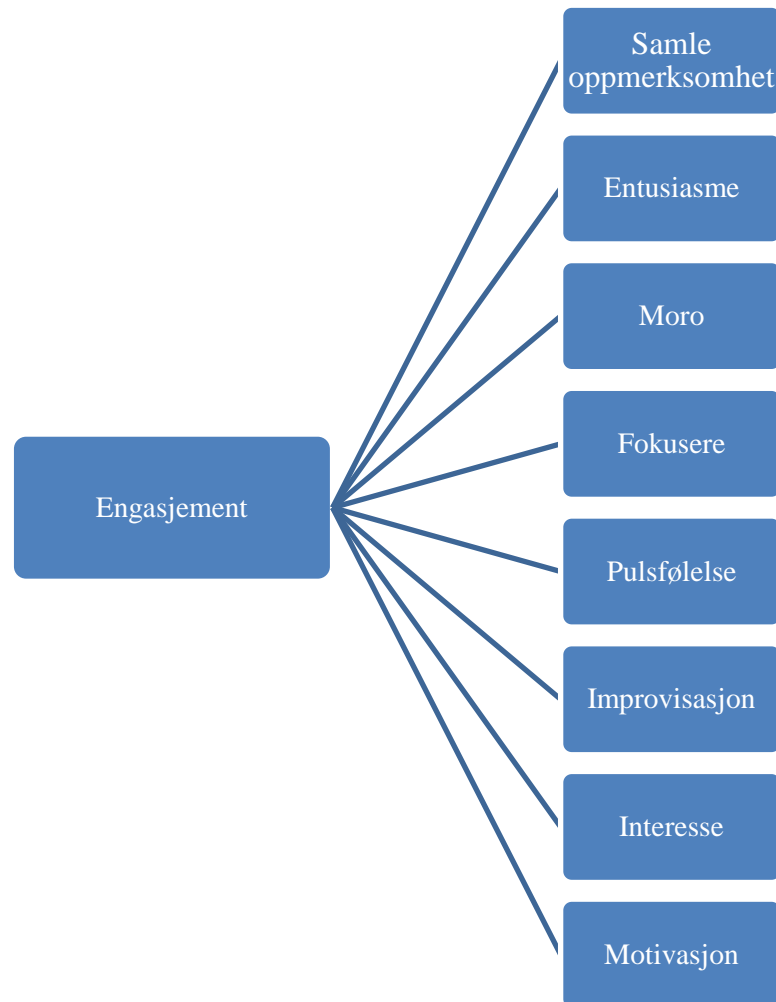 Samle
oppmerksomhet
Entusiasme
Moro
Fokusere
Engasjement
Pulsfølelse
Improvisasjon
Interesse
Motivasjon